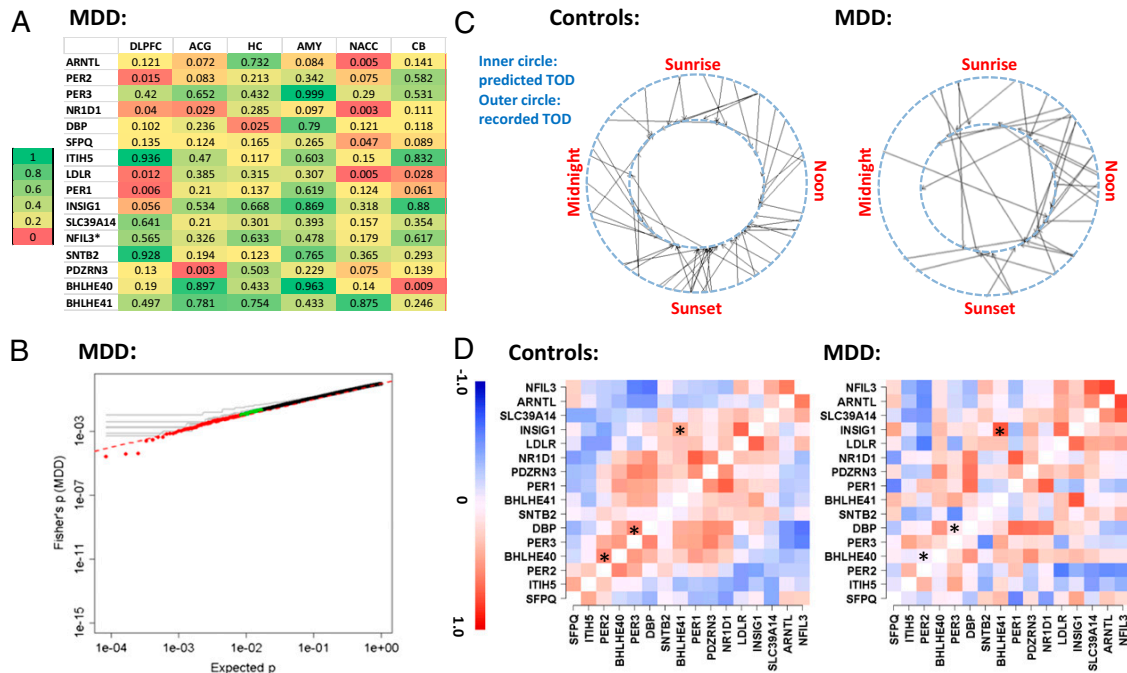 A MDD:
DLPFC ACG HC AMY NACC CB
ARNTL 0.121 0.072 0.732 0.084 0.005 0.141
PER2 0.015 0.083 0.213 0.342 0.075 0.582
PER3 0.42 0.652 0.432 0.999 0.29 0.531
NR1D1 0.04 0.029 0.285 0.097 0.003 0.111
DBP 0.102 0.236 0.025 0.79 0.121 0.118
SFPQ 0.135 0.124 0.165 0.265 0.047 0.089
ITIH5 0.936 0.47 0.117 0.603 0.15 0.832
LDLR 0.012 0.385 0.315 0.307 0.005 0.028
PER1 0.006 0.21 0.137 0.619 0.124 0.061
INSIG1 0.056 0.534 0.668 0.869 0.318 0.88
SLC39A14 0.641 0.21 0.301 0.393 0.157 0.354
NFIL3* 0.565 0.326 0.633 0.478 0.179 0.617
SNTB2 0.928 0.194 0.123 0.765 0.365 0.293
PDZRN3 0.13 0.003 0.503 0.229 0.075 0.139
BHLHE40 0.19 0.897 0.433 0.963 0.14 0.009
BHLHE41 0.497 0.781 0.754 0.433 0.875 0.246
1
0.8
0.6
0.4
0.2
0
B MDD:
Fisher's p (MDD)
1e-03
1e-07
1e-11
1e-15
1e-04 1e-03 1e-02 1e-01 1e+00
Expected p
C Controls:
Inner circle:
predicted TOD
Outer circle:
recorded TOD
Sunrise
Midnight
Noon
Sunset
MDD:
Sunrise
Midnight
Noon
Sunset
D Controls:
-1.0
0
1.0
NFIL3
ARNTL
SLC39A14
INSIG1
LDLR
NR1D1
PDZRN3
PER1
BHLHE41
SNTB2
DBP
PER3
BHLHE40
PER2
ITIH5
SFPQ
*
*
*
SFPQ ITIH5 PER2 BHLHE40 PER3 DBP SNTB2 BHLHE41 PER1 PDZRN3 NR1D1 LDLR INSIG1 SLC39A14 ARNTL NFIL3
MDD:
NFIL3
ARNTL
SLC39A14
INSIG1
LDLR
NR1D1
PDZRN3
PER1
BHLHE41
SNTB2
DBP
PER3
BHLHE40
PER2
ITIH5
SFPQ
*
*
*
SFPQ ITIH5 PER2 BHLHE40 PER3 DBP SNTB2 BHLHE41 PER1 PDZRN3 NR1D1 LDLR INSIG1 SLC39A14 ARNTL NFIL3